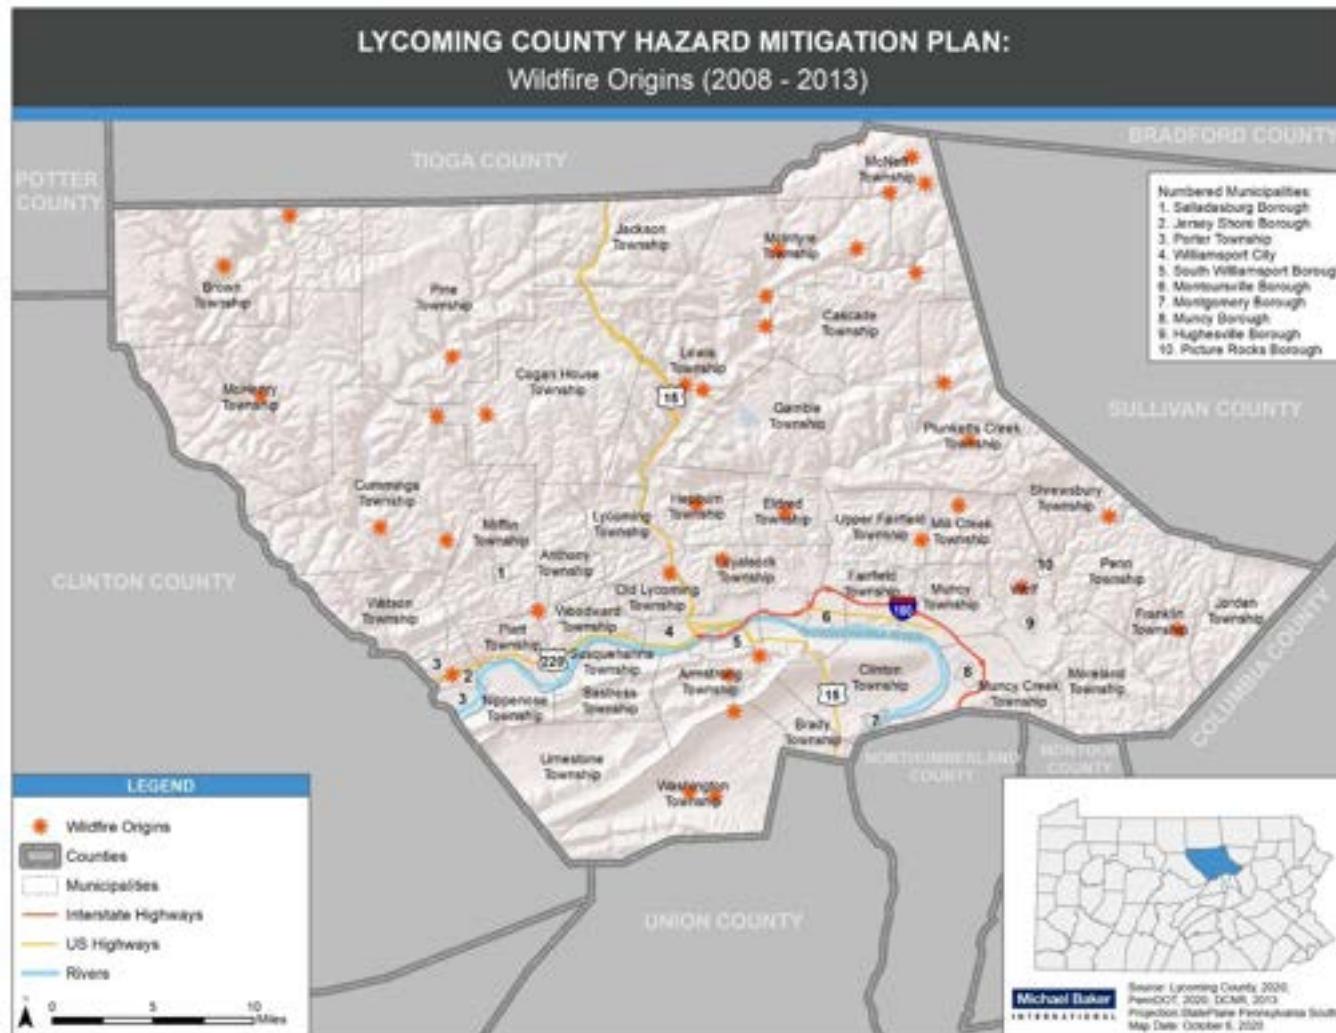 LYCOMING COUNTY HAZARD MITIGATION PLAN:
Wildfire Origins (2008 - 2013)
BRADFORD COUNTY
TIOGA COUNTY
POTTER
COUNTY
McNett
Township
Numbered Municipalities:
1. Salladasburg Borough
2. Jersey Shore Borough
3. Porter Township
4. Williamsport City
5. South Williamsport Borough
6. Montoursville Borough
7. Montgomery Borough
8. Muncy Borough
9. Hughesville Borough
10. Picture Rocks Borough
Jackson
Township
McIntyre
Township
Brown
Township
Pine
Township
Cascade
Township
Lewis
Township
Cogan House
Township
McHenry
Township
15
Gamble
Township
SULLIVAN COUNTY
Plunketts Creek
Township
Cummings
Township
Hepburn
Township
Eldred
Township
Shrewsbury
Township
Mifflin
Township
Lycoming
Township
Upper Fairfield
Township
Mill Creek
Township
Anthony
Township
Loyalsock
Township
10
Penn
Township
CLINTON COUNTY
1
Old Lycoming
Township
Fairfield
Township
Muncy
Township
Wolf
Watson
Township
Woodward
Township
180
Franklin
Township
Jordan
Township
Piatt
Township
4
5
6
9
3
2
220
Susquehanna
Township
Armstrong
Township
Clinton
Township
8
Moreland
Township
3
Nippenose
Township
Bastress
Township
15
Muncy Creek
Township
7
Brady
Township
COLUMBIA COUNTY
Limestone
Township
NORTHUMBERLAND
COUNTY
MONTOUR
COUNTY
Washington
Township
LEGEND
Wildfire Origins
Counties
Municipalities
Interstate Highways
US Highways
Rivers
UNION COUNTY
N
0 5 10
Miles
Michael Baker
INTERNATIONAL
Source: Lycoming County, 2020;
PennDOT, 2020; DCNR, 2013
Projection:StatePlane Pennsylvania South
Map Date: October 6, 2020